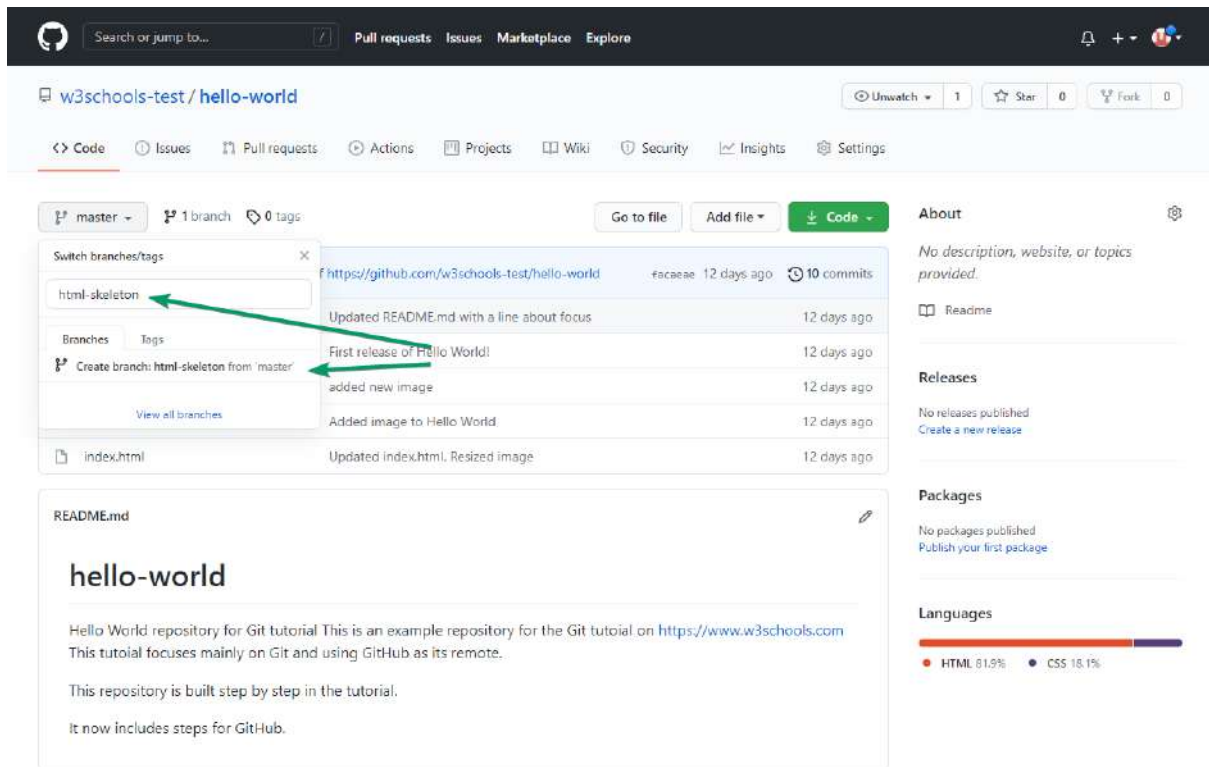 Search or jump to... /
Pull requests Issues Marketplace Explore
w3schools-test / hello-world
Unwatch 1 Star 0 Fork 0
<> Code Issues Pull requests Actions Projects Wiki Security Insights Settings
master 1 branch 0 tags
Go to file Add file Code
Switch branches/tags
html-skeleton
Branches Tags
Create branch: html-skeleton from 'master'
View all branches
f https://github.com/w3schools-test/hello-world 12 days ago 10 commits
Updated README.md with a line about focus 12 days ago
First release of Hello World! 12 days ago
added new image 12 days ago
Added image to Hello World 12 days ago
index.html Updated index.html. Resized image 12 days ago
README.md
hello-world
Hello World repository for Git tutorial This is an example repository for the Git tutoial on https://www.w3schools.com
This tutoial focuses mainly on Git and using GitHub as its remote.
This repository is built step by step in the tutorial.
It now includes steps for GitHub.
About
No description, website, or topics
provided.
Readme
Releases
No releases published
Create a new release
Packages
No packages published
Publish your first package
Languages
HTML 81.9% CSS 18.1%